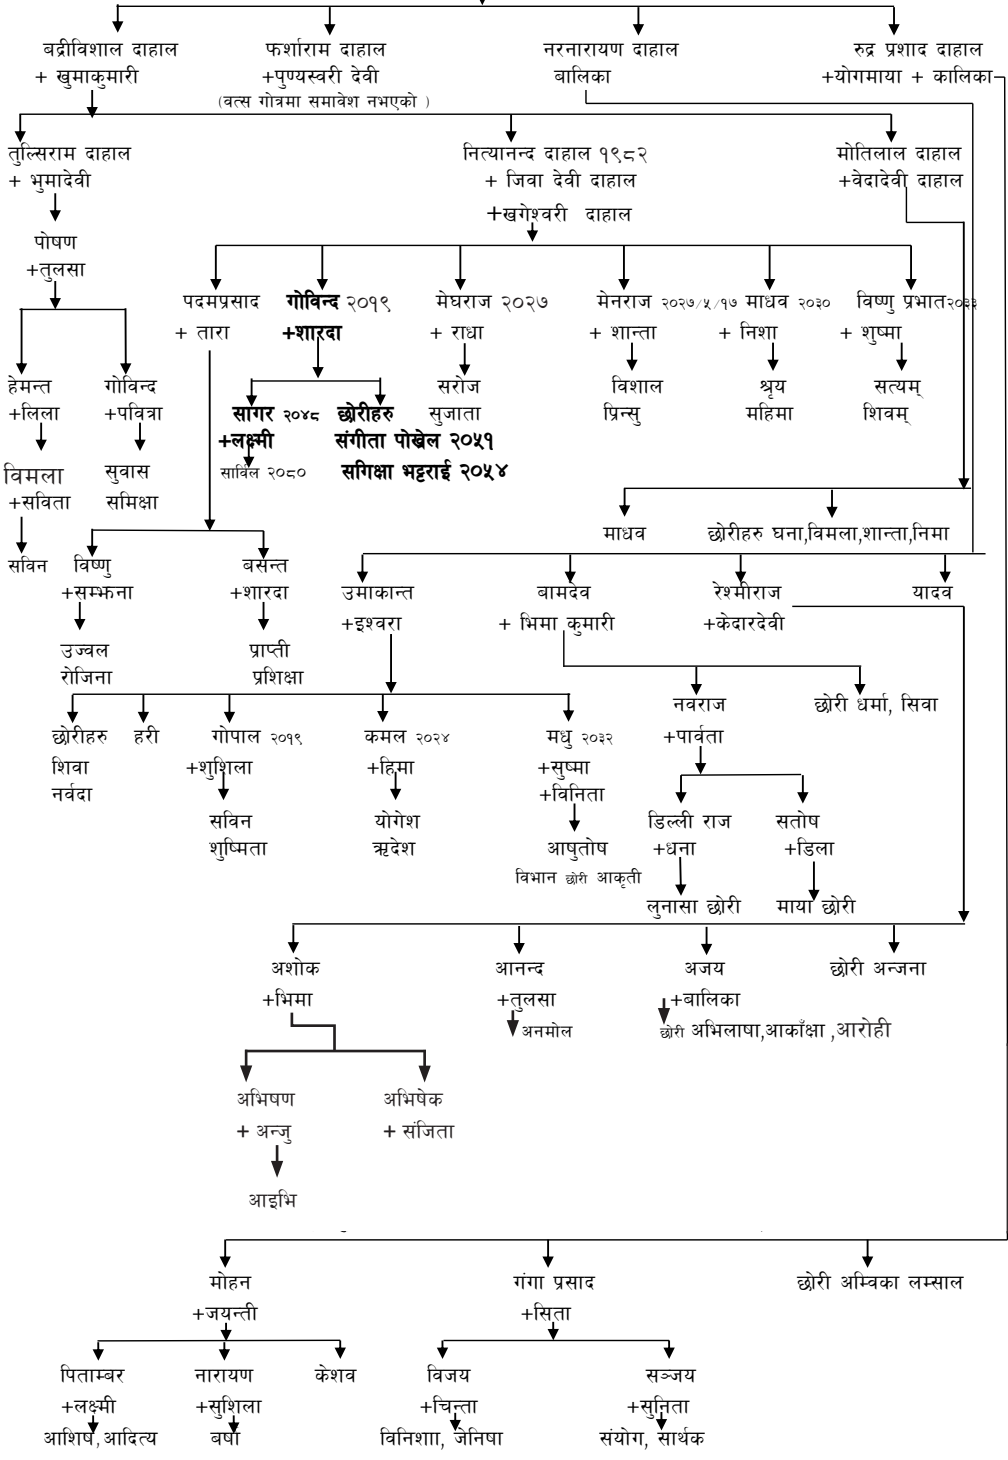 बद्रीविशाल दाहाल फर्शाराम दाहाल नरनारायण दाहाल रुद्र प्रशाद दाहाल
+ खुमाकुमारी +पुण्यस्वरी देवी बालिका +योगमाया + कालिका
(वत्स गोत्रमा समावेश नभएको )
तुल्सिराम दाहाल नित्यानन्द दाहाल १९८२ मोतिलाल दाहाल
+ भुमादेवी + जिवा देवी दाहाल +वेदादेवी दाहाल
+खगेश्वरी दाहाल
पोषण
+तुलसा
पदमप्रसाद गोविन्द २०१९ मेघराज २०२७ मेनराज २०२७/५/१७ माधव २०३० विष्णु प्रभात२०३३
+ तारा +शारदा + राधा + शान्ता + निशा + शुष्मा
हेमन्त गोविन्द सरोज विशाल श्रृय सत्यम्
+लिला +पवित्रा सागर २०४८ छोरीहरु सुजाता प्रिन्सु महिमा शिवम्
+लक्ष्मी संगीता पोख्रेल २०५१
विमला सुवास सार्विल २०८० सगिक्षा भट्टराई २०५४
+सविता समिक्षा
माधव छोरीहरु घना,विमला,शान्ता,निमा
सविन विष्णु बसन्त
+सम्झना +शारदा उमाकान्त बामदेव रेश्मीराज यादव
+इश्वरा + भिमा कुमारी +केदारदेवी
उज्वल प्राप्ती
रोजिना प्रशिक्षा
नवराज छोरी धर्मा, सिवा
छोरीहरु हरी गोपाल २०१९ कमल २०२४ मधु २०३२ +पार्वता
शिवा +शुशिला +हिमा +सुष्मा
नर्वदा +विनिता
सविन योगेश डिल्ली राज सतोष
शुष्मिता ऋदेश आषुतोष +धना +डिला
विभान छोरी आकृती
लुनासा छोरी माया छोरी
अशोक आनन्द अजय छोरी अन्जना
+भिमा +तुलसा +बालिका
अनमोल छोरी अभिलाषा,आकाँक्षा ,आरोही
अभिषण अभिषेक
+ अन्जु + संजिता
आइभि
मोहन गंगा प्रसाद छोरी अम्विका लम्साल
+जयन्ती +सिता
पिताम्बर नारायण केशव विजय सञ्जय
+लक्ष्मी +सुशिला +चिन्ता +सुनिता
आशिष,आदित्य बर्षा विनिशाा, जेनिषा संयोग, सार्थक